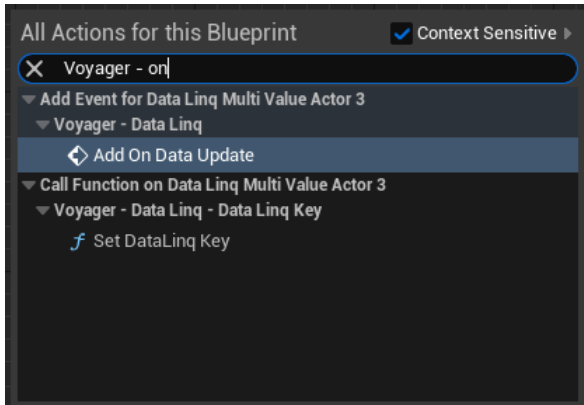 All Actions for this Blueprint Context Sensitive
Voyager - on
Add Event for Data Linq Multi Value Actor 3
Voyager - Data Linq
Add On Data Update
Call Function on Data Linq Multi Value Actor 3
Voyager - Data Linq - Data Linq Key
f Set DataLinq Key